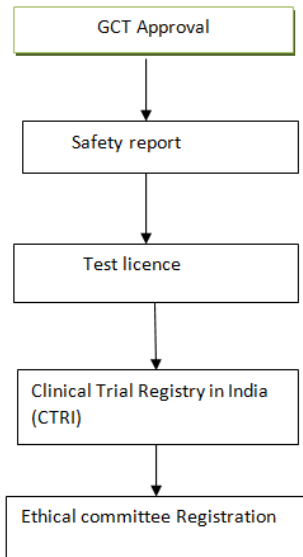 GCT Approval
Safety report
Test licence
Clinical Trial Registry in India
(CTRI)
Ethical committee Registration